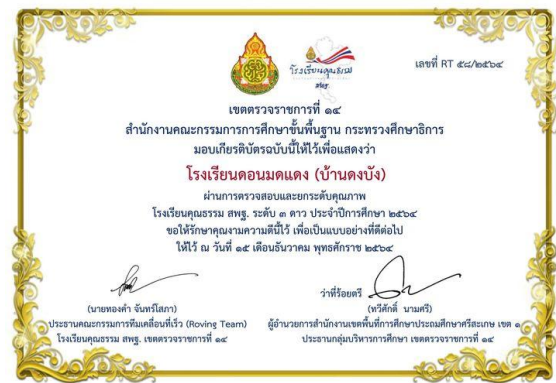 โรงเรียนคุณธรรม
สพฐ.
เลขที่ RT ๕๘/๒๕๖๔
เขตตรวจราชการที่ ๑๔
สำนักงานคณะกรรมการการศึกษาขั้นพื้นฐาน กระทรวงศึกษาธิการ
มอบเกียรติบัตรฉบับนี้ให้ไว้เพื่อแสดงว่า
โรงเรียนดอนมดแดง (บ้านดงบัง)
ผ่านการตรวจสอบและยกระดับคุณภาพ
โรงเรียนคุณธรรม สพฐ. ระดับ ๓ ดาว ประจำปีการศึกษา ๒๕๖๔
ขอให้รักษาคุณงามความดีนี้ไว้ เพื่อเป็นแบบอย่างที่ดีต่อไป
ให้ไว้ ณ วันที่ ๑๕ เดือนธันวาคม พุทธศักราช ๒๕๖๔
(นายทองคำ จันทร์โสภา)
ประธานคณะกรรมการทีมเคลื่อนที่เร็ว (Roving Team)
โรงเรียนคุณธรรม สพฐ. เขตตรวจราชการที่ ๑๔
ว่าที่ร้อยตรี
(ทวีศักดิ์ นามศรี)
ผู้อำนวยการสำนักงานเขตพื้นที่การศึกษาประถมศึกษาศรีสะเกษ เขต ๑
ประธานกลุ่มบริหารการศึกษา เขตตรวจราชการที่ ๑๔